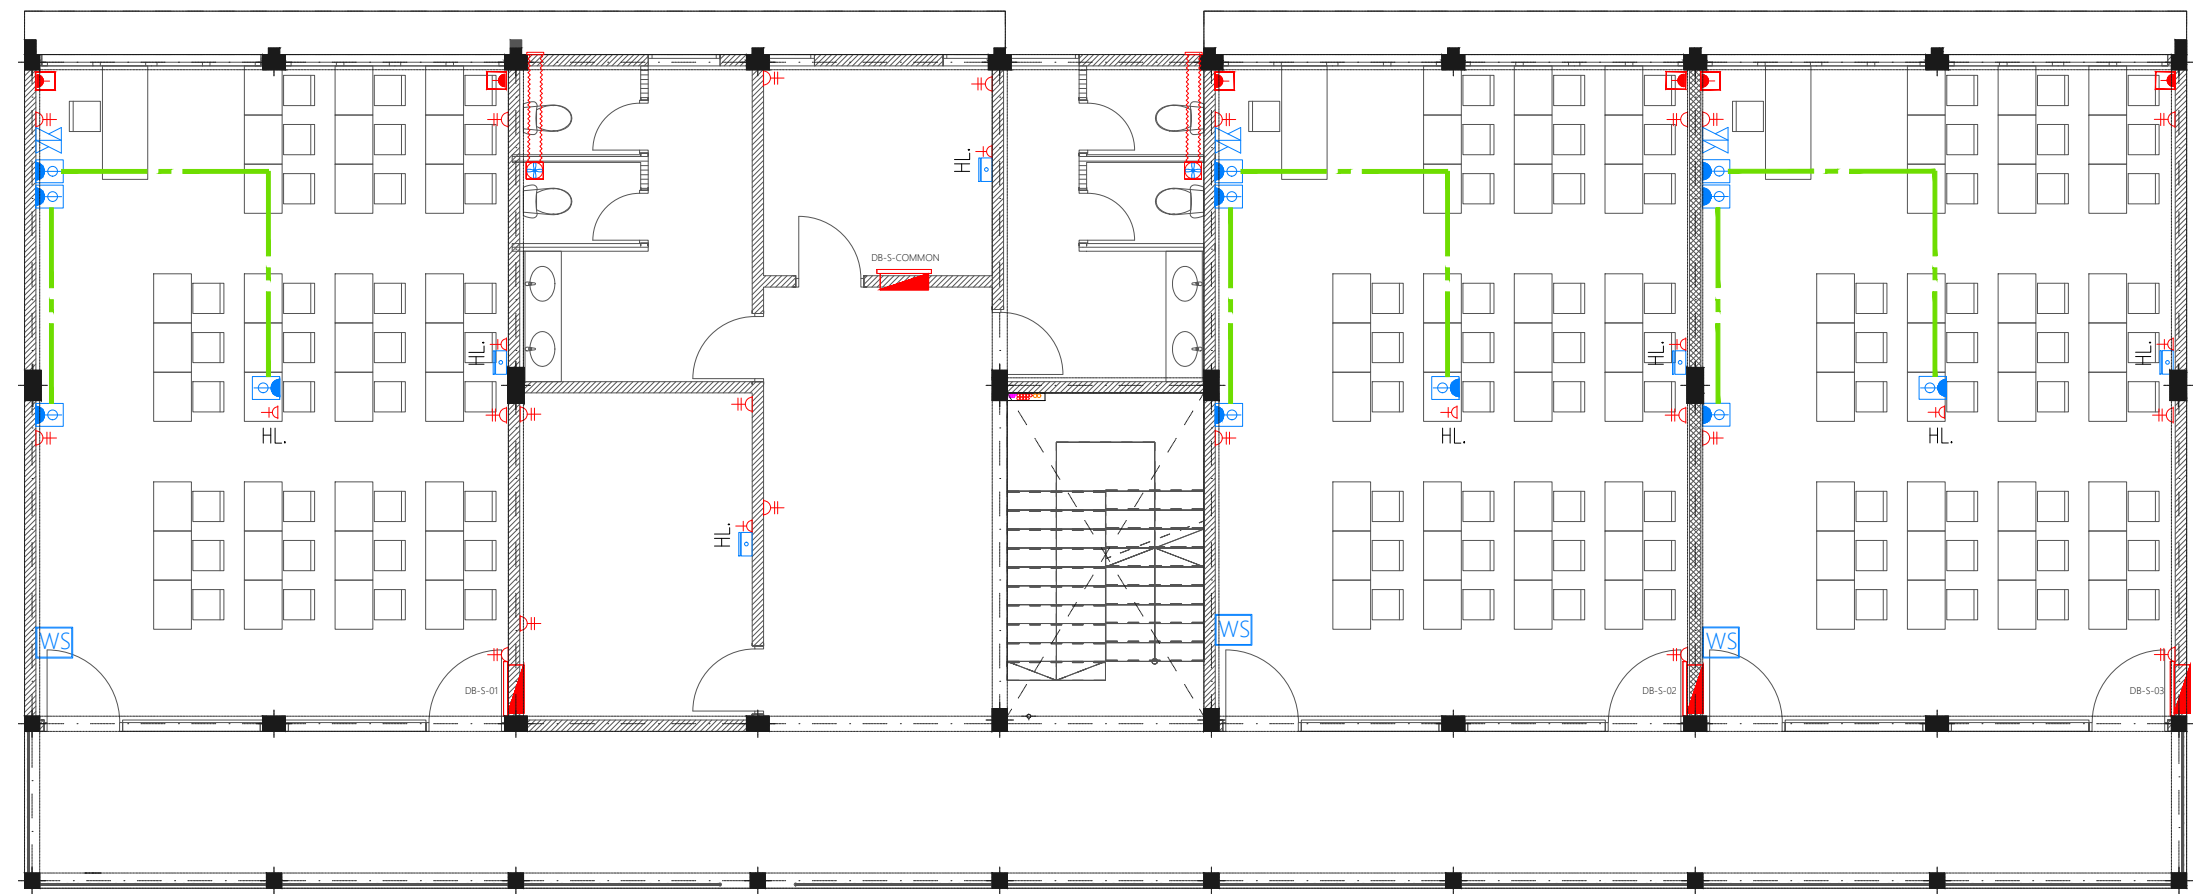 HL.
DB-S-COMMON
HL.
HL.
HL.
HL.
HL.
HL.
HL.
WS
WS
WS
DB-S-01
DB-S-02
DB-S-03